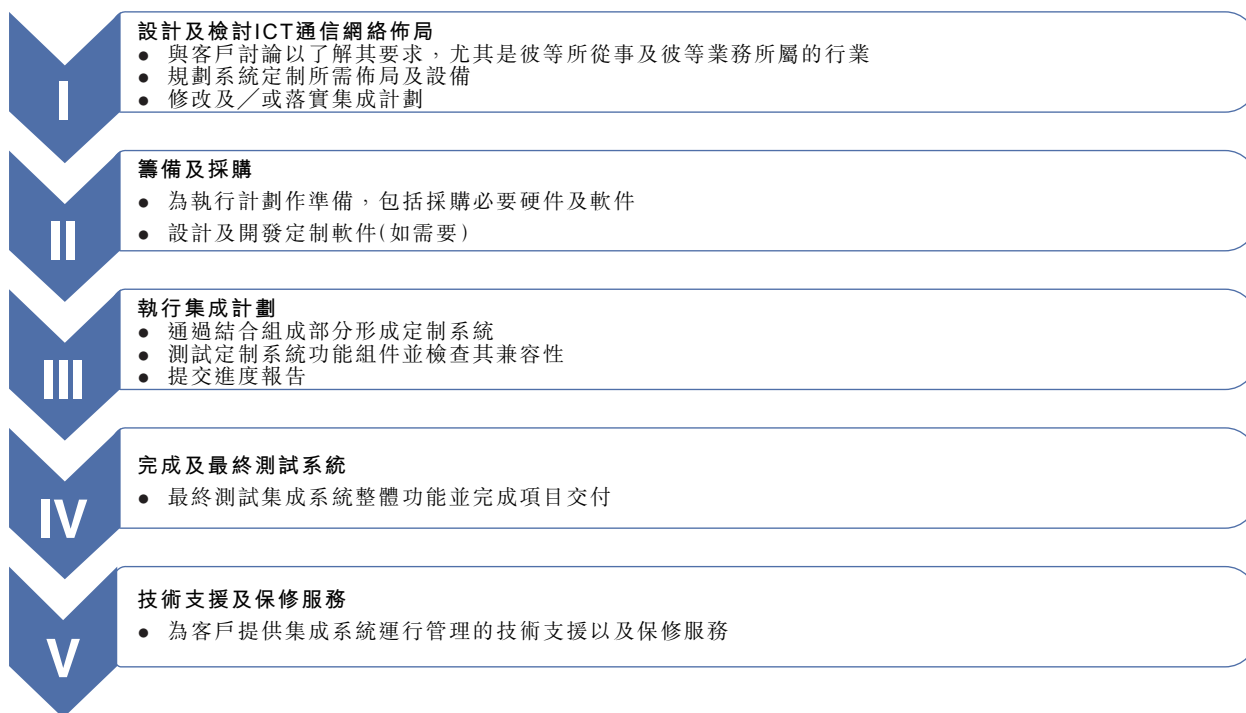 I
設計及檢討ICT通信網絡佈局
● 與客戶討論以了解其要求，尤其是彼等所從事及彼等業務所屬的行業
● 規劃系統定制所需佈局及設備
● 修改及╱或落實集成計劃
II
籌備及採購
● 為執行計劃作準備，包括採購必要硬件及軟件
● 設計及開發定制軟件(如需要)
III
執行集成計劃
● 通過結合組成部分形成定制系統
● 測試定制系統功能組件並檢查其兼容性
● 提交進度報告
IV
完成及最終測試系統
● 最終測試集成系統整體功能並完成項目交付
V
技術支援及保修服務
● 為客戶提供集成系統運行管理的技術支援以及保修服務